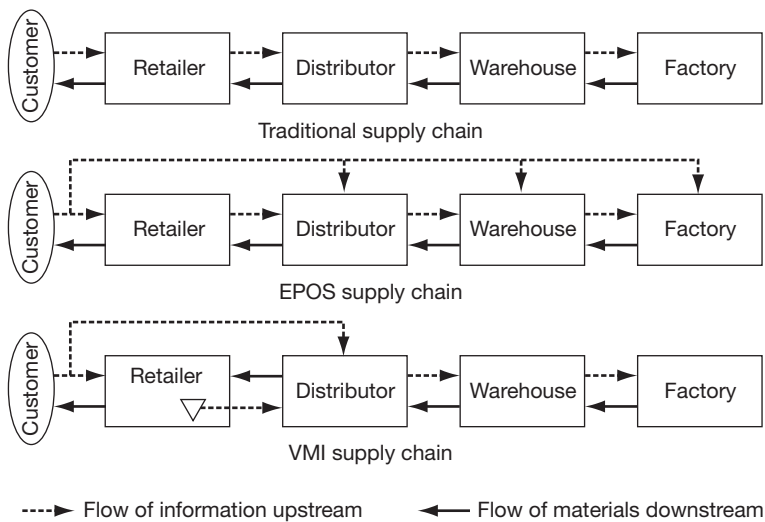 Customer
Retailer
Distributor
Warehouse
Factory
Traditional supply chain
Customer
Retailer
Distributor
Warehouse
Factory
EPOS supply chain
Customer
Retailer
Distributor
Warehouse
Factory
VMI supply chain
Flow of information upstream
Flow of materials downstream